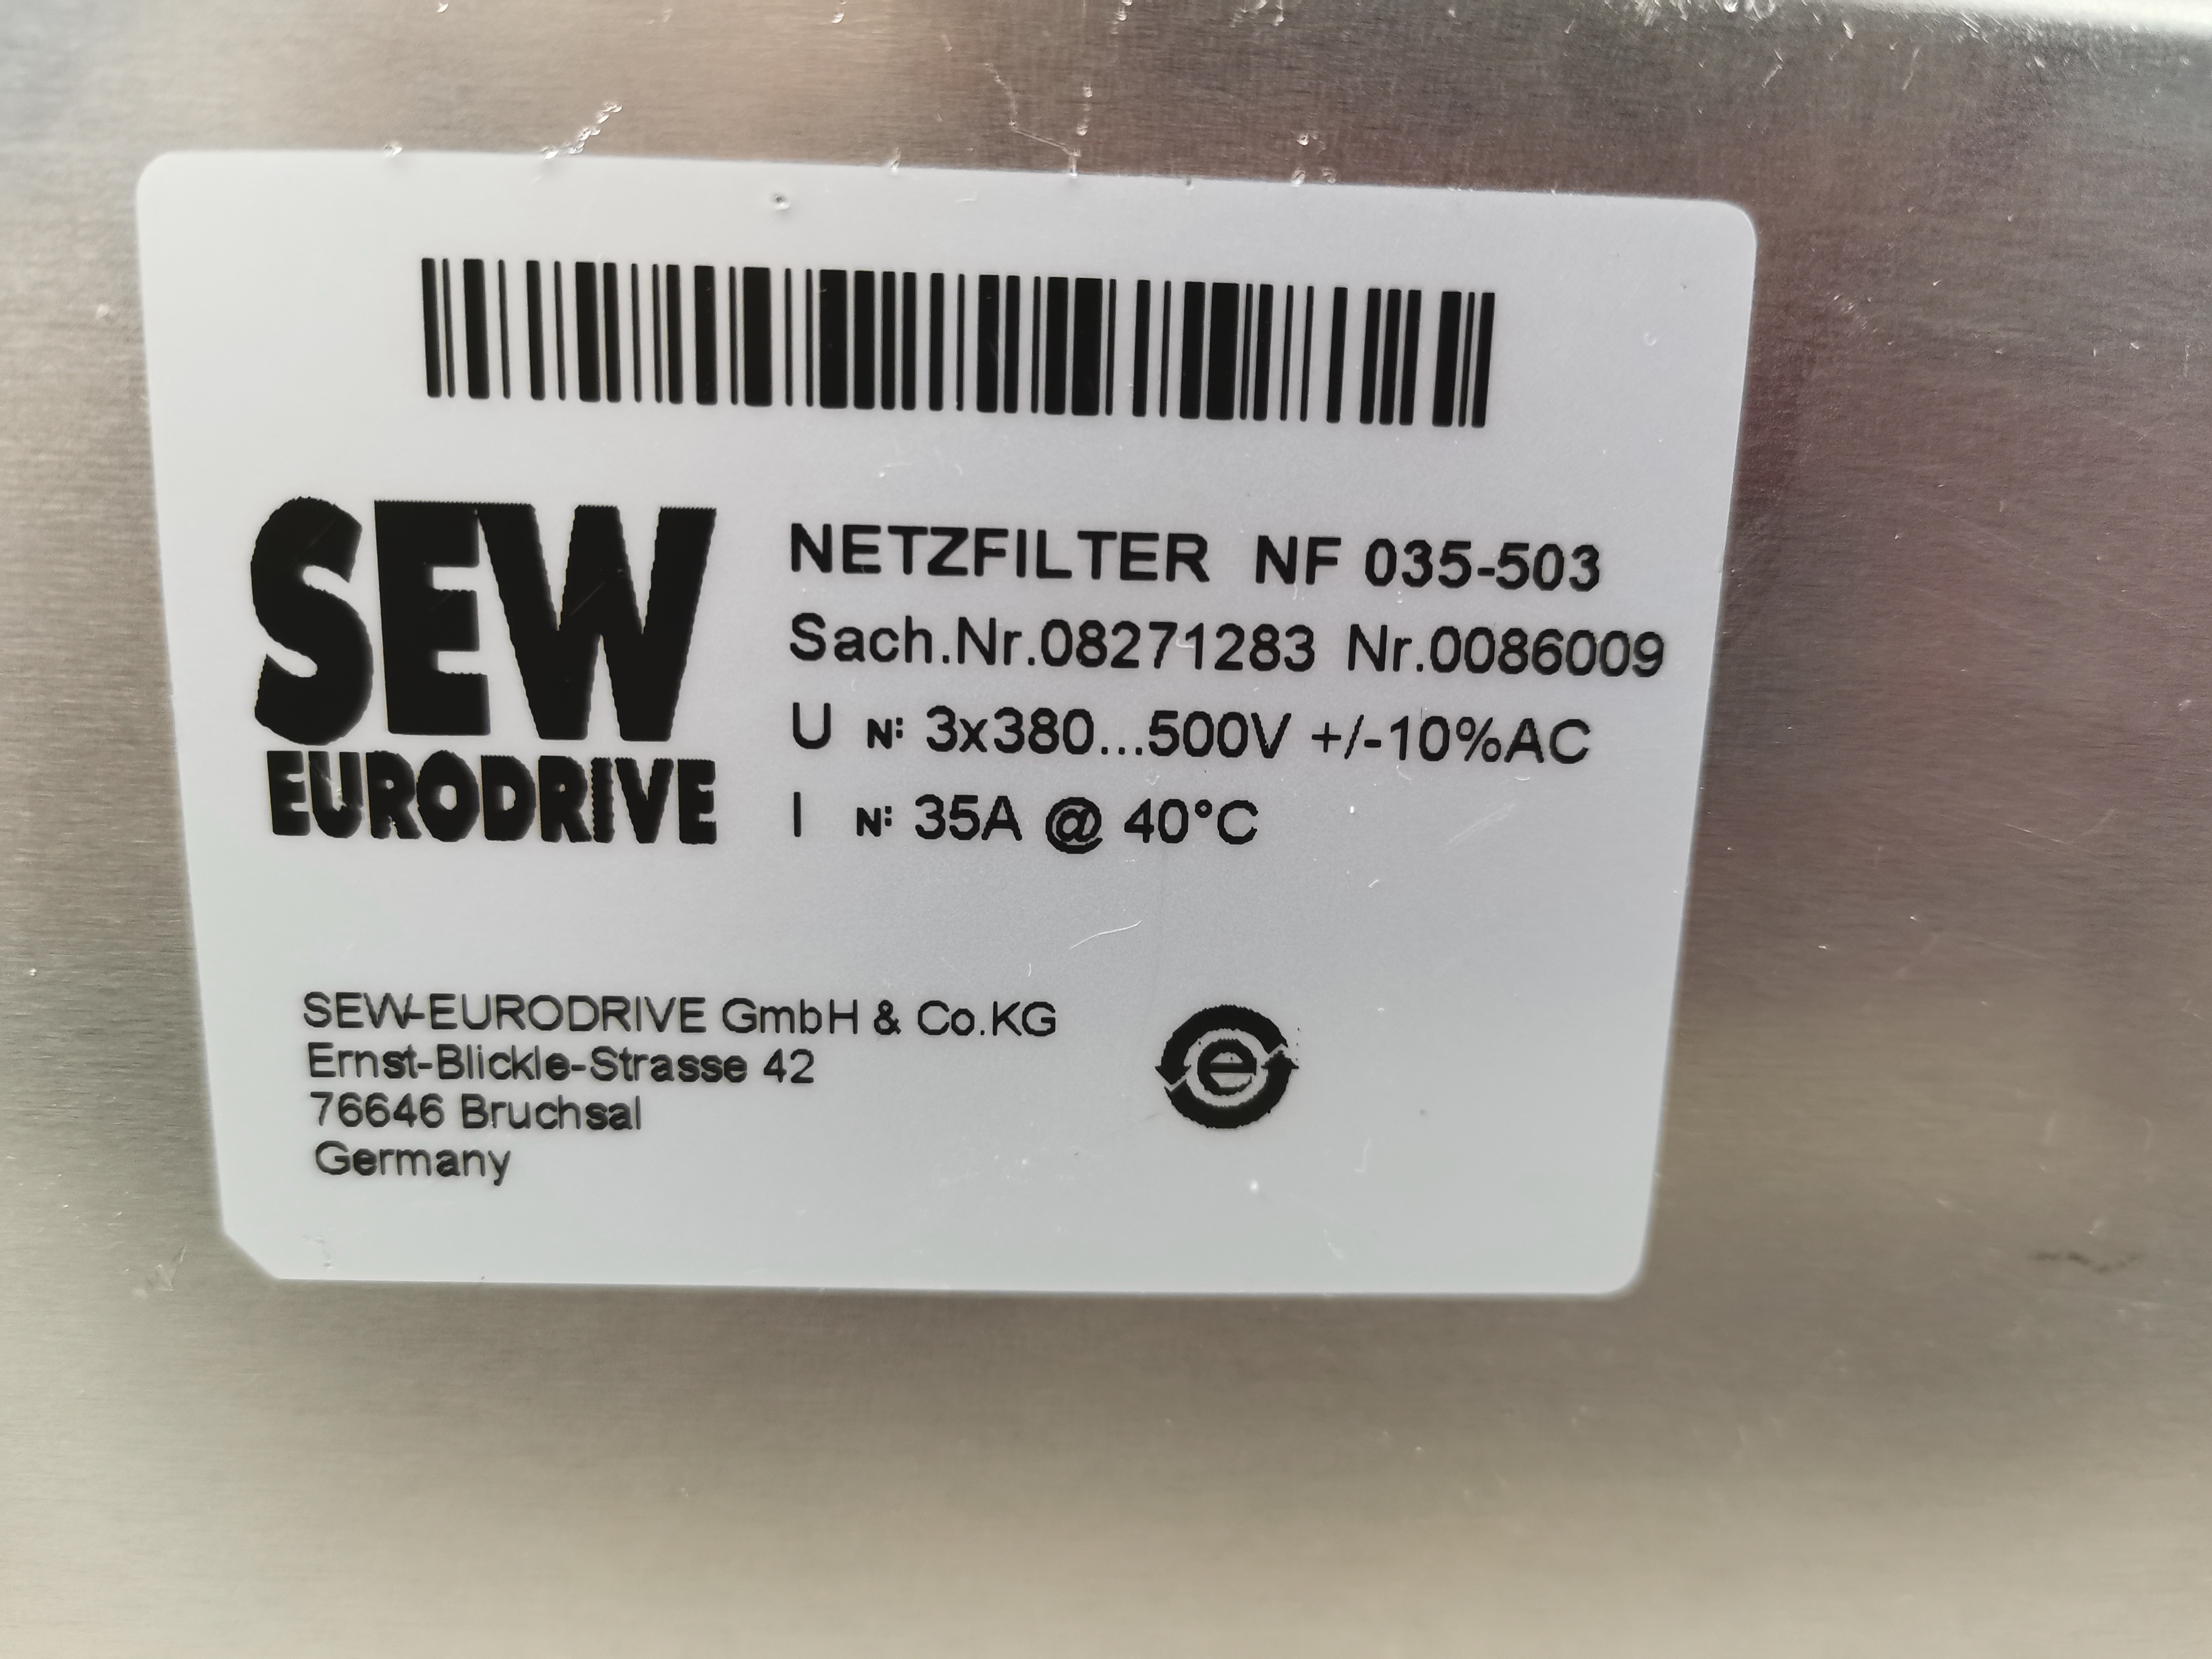 SEW
EURODRIVE
NETZFILTER NF 035-503
Sach.Nr.08271283 Nr.0086009
U N: 3x380...500V +/-10%AC
I N: 35A @ 40°C
SEW-EURODRIVE GmbH & Co.KG
Ernst-Blickle-Strasse 42
76646 Bruchsal
Germany
e